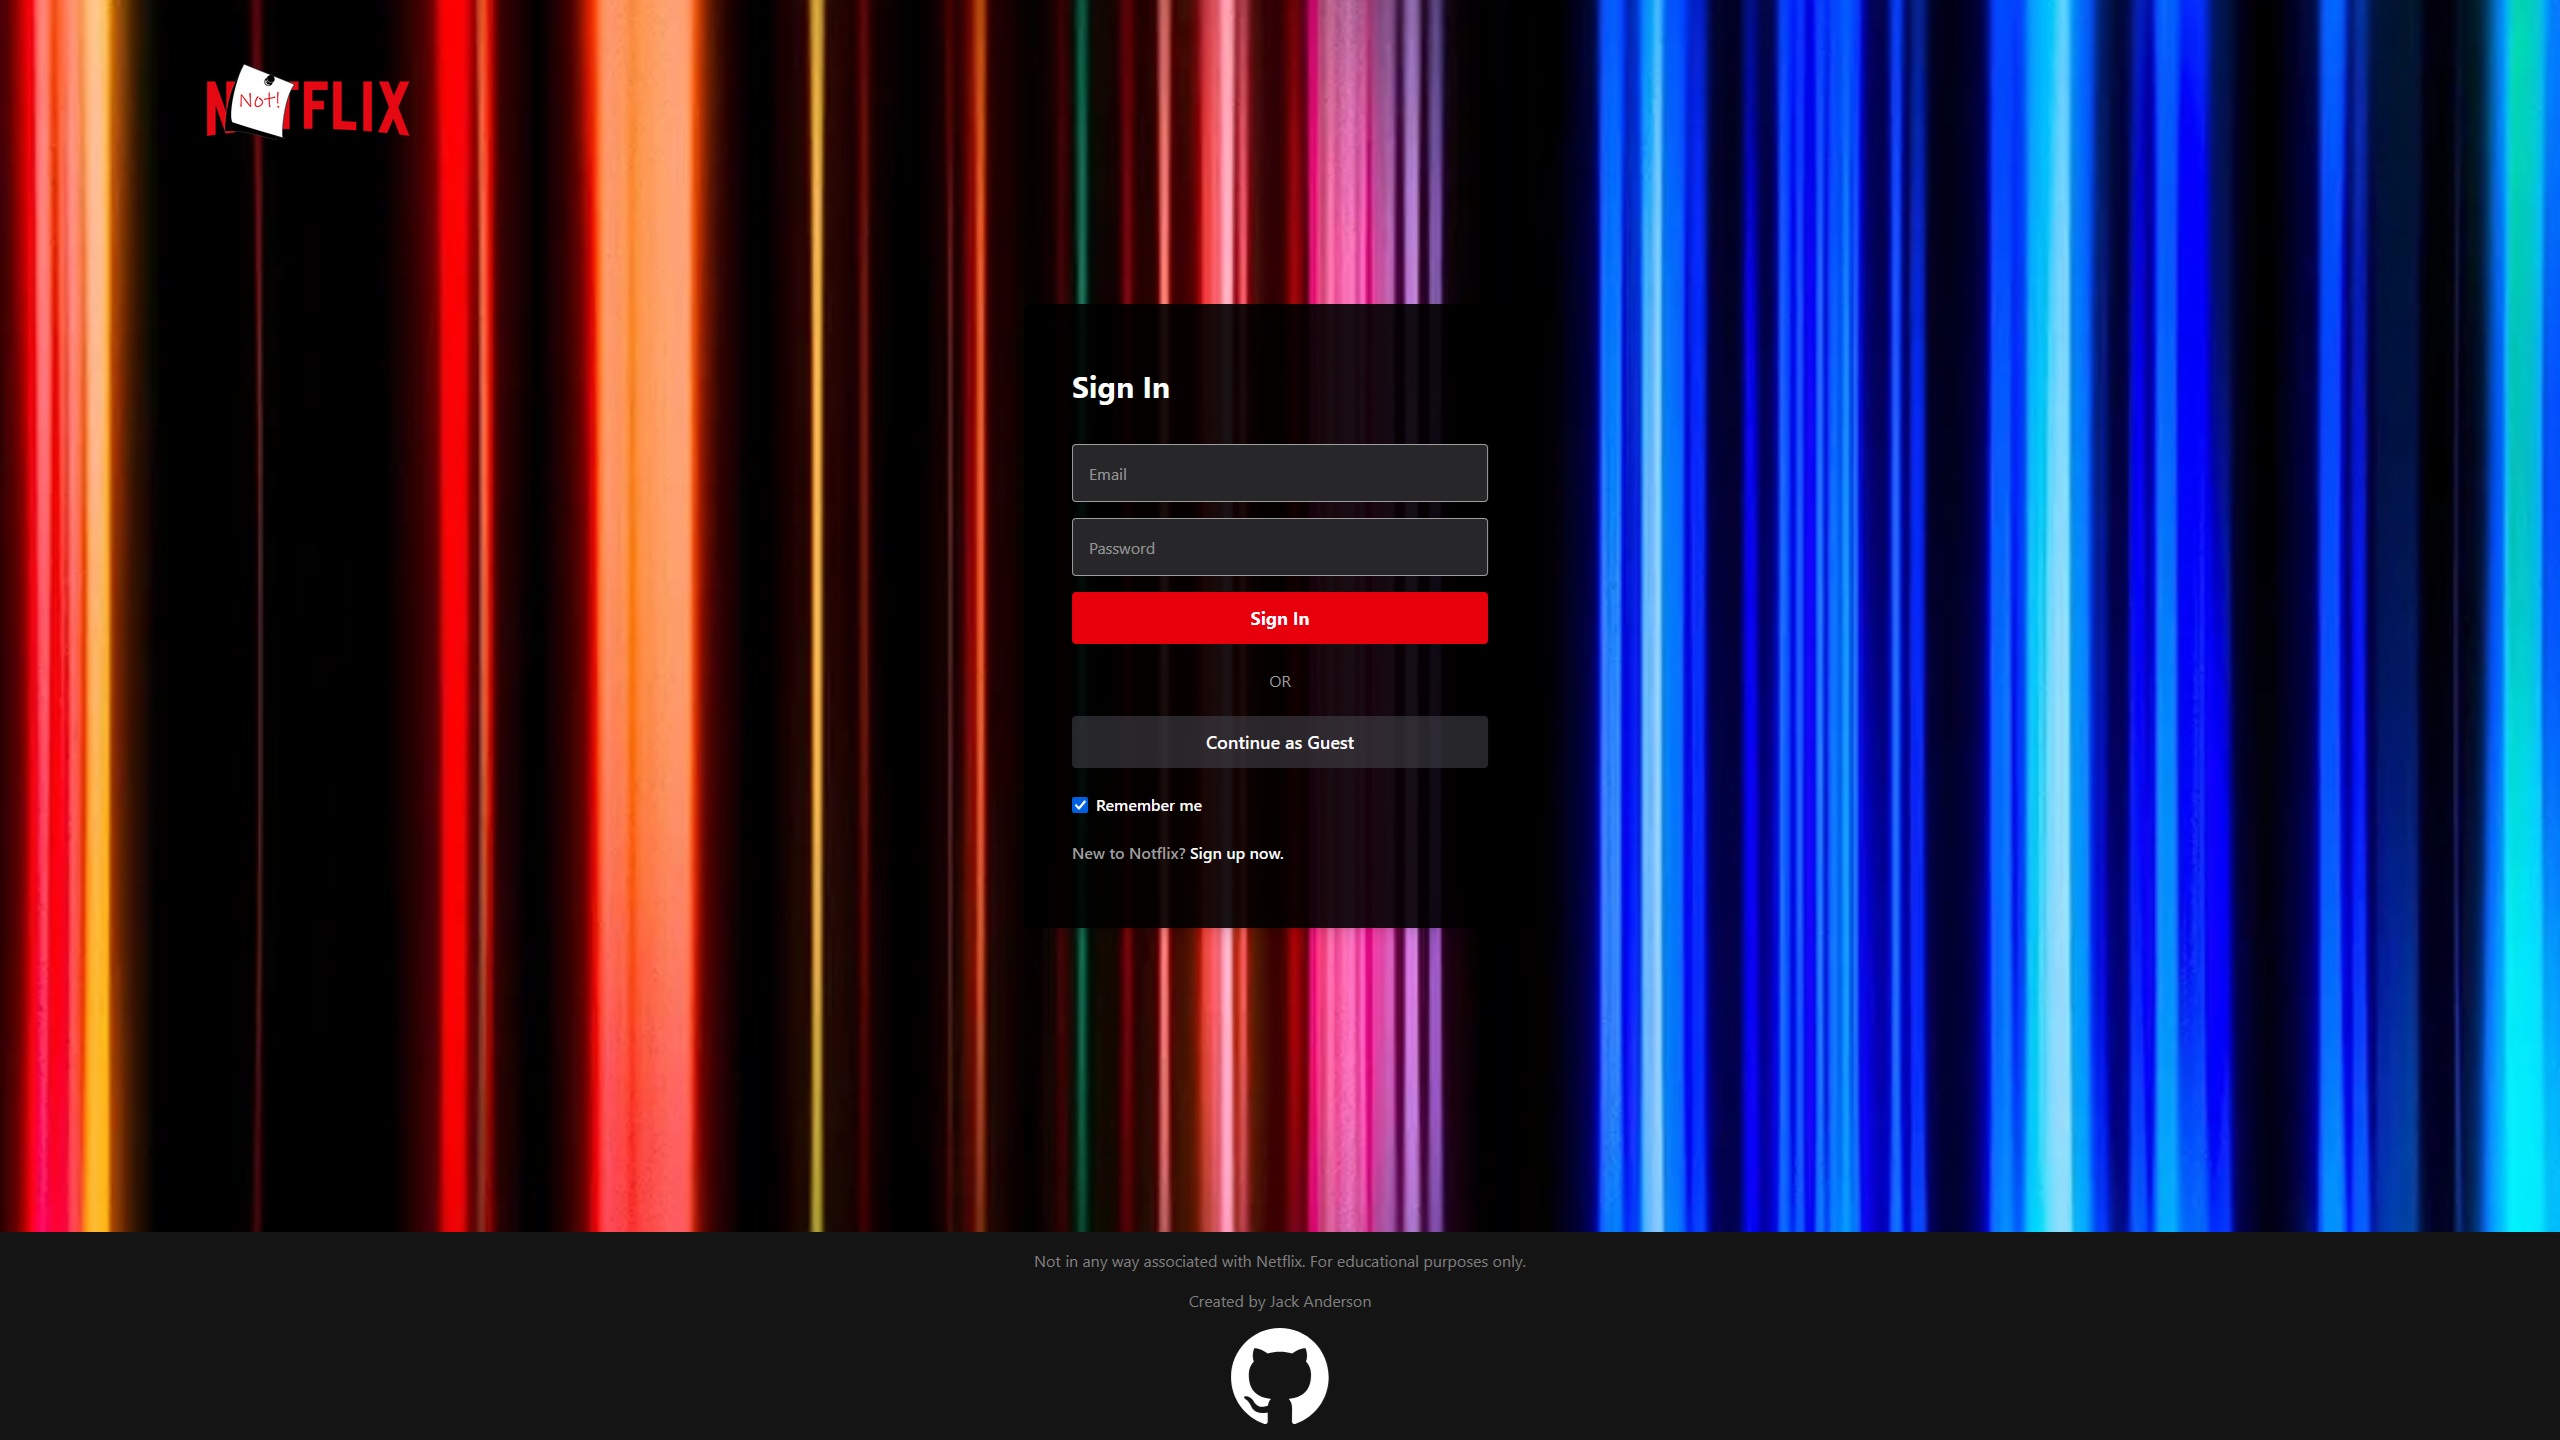 NOTFLIX
Not!
Sign In
Email
Password
Sign In
OR
Continue as Guest
Remember me
New to Notflix? Sign up now.
Not in any way associated with Netflix. For educational purposes only.
Created by Jack Anderson